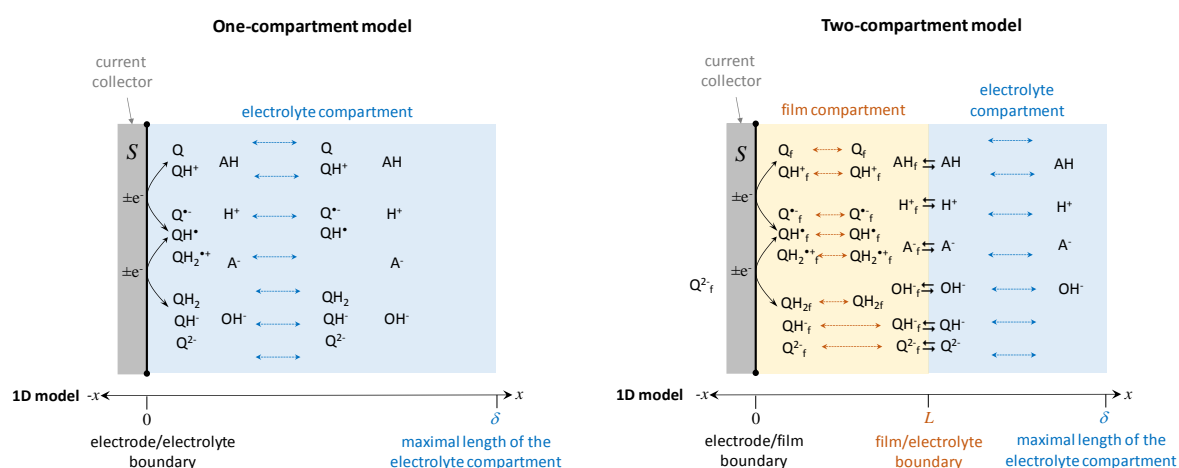 One-compartment model
current
collector
electrolyte compartment
S
Q
QH⁺
AH
Q
QH⁺
AH
±e⁻
Q•⁻
QH•
H⁺
Q•⁻
QH•
H⁺
±e⁻
QH₂•⁺
A⁻
A⁻
QH₂
QH⁻
Q²⁻
OH⁻
QH₂
QH⁻
Q²⁻
OH⁻
1D model
-x
x
0
δ
electrode/electrolyte
boundary
maximal length of the
electrolyte compartment
Two-compartment model
current
collector
film compartment
electrolyte
compartment
S
Q_f
Q_f
QH⁺_f
QH⁺_f
AH_f
AH
AH
±e⁻
H⁺_f
H⁺
H⁺
Q•⁻_f
Q•⁻_f
QH•_f
QH•_f
QH₂•⁺_f
QH₂•⁺_f
A⁻_f
A⁻
A⁻
±e⁻
Q²⁻_f
OH⁻_f
OH⁻
OH⁻
QH₂f
QH₂f
QH⁻_f
QH⁻_f
QH⁻
Q²⁻_f
Q²⁻_f
Q²⁻
1D model
-x
x
0
L
δ
electrode/film
boundary
film/electrolyte
boundary
maximal length of the
electrolyte compartment